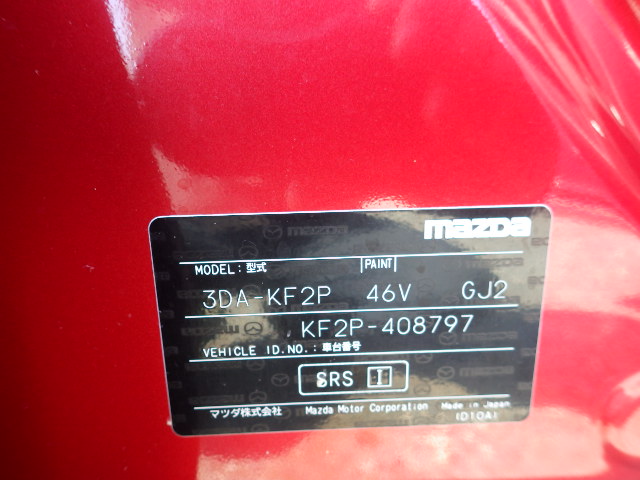 mazda
MODEL: 型式 PAINT
3DA-KF2P 46V GJ2
KF2P-408797
VEHICLE ID.NO.: 車台番号
SRS I
マツダ株式会社 Mazda Motor Corporation Made in Japan